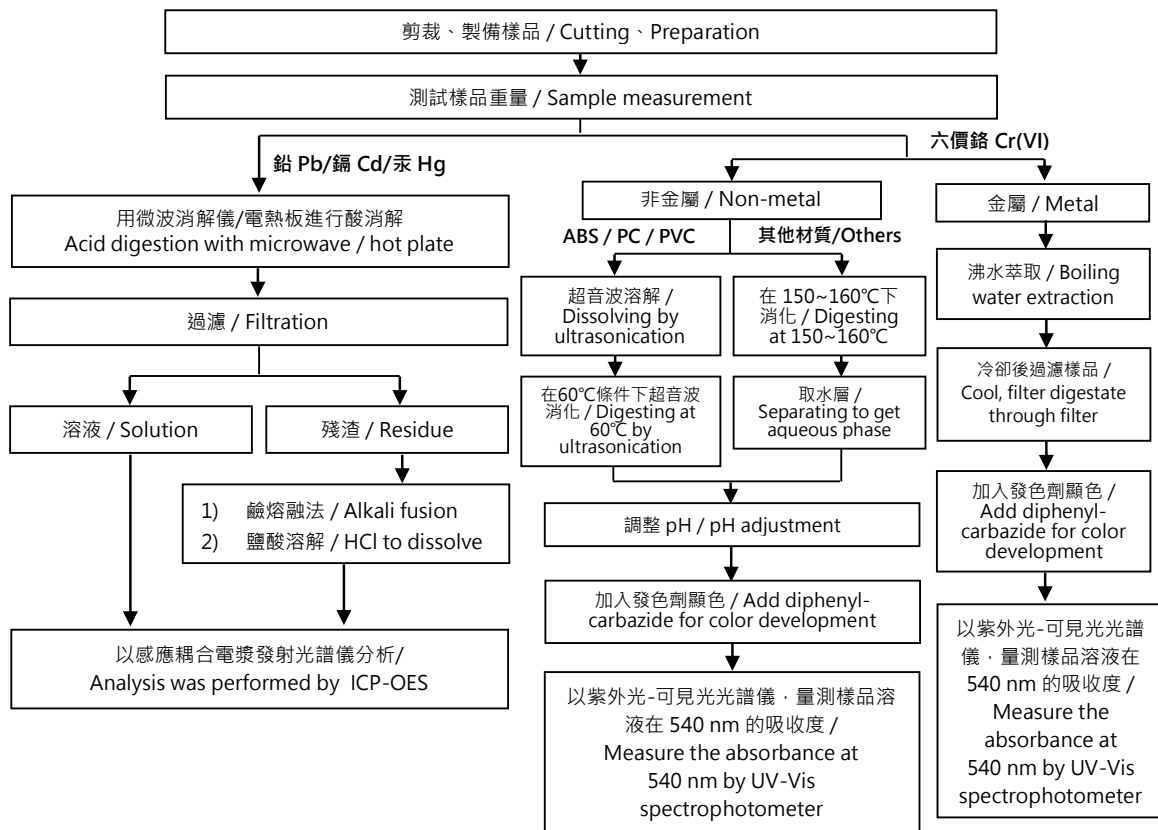 剪裁、製備樣品 / Cutting、Preparation
測試樣品重量 / Sample measurement
鉛 Pb/鎘 Cd/汞 Hg
六價鉻 Cr(VI)
用微波消解儀/電熱板進行酸消解
Acid digestion with microwave / hot plate
過濾 / Filtration
溶液 / Solution
殘渣 / Residue
1) 鹼熔融法 / Alkali fusion
2) 鹽酸溶解 / HCl to dissolve
以感應耦合電漿發射光譜儀分析/
Analysis was performed by ICP-OES
非金屬 / Non-metal
ABS / PC / PVC
其他材質/Others
超音波溶解 /
Dissolving by
ultrasonication
在60℃條件下超音波
消化 / Digesting at
60℃ by
ultrasonication
在 150~160℃下
消化 / Digesting
at 150~160℃
取水層 /
Separating to get
aqueous phase
調整 pH / pH adjustment
加入發色劑顯色 / Add diphenyl-
carbazide for color development
以紫外光-可見光光譜儀﹐量測樣品溶
液在 540 nm 的吸收度 /
Measure the absorbance at
540 nm by UV-Vis
spectrophotometer
金屬 / Metal
沸水萃取 / Boiling
water extraction
冷卻後過濾樣品 /
Cool, filter digestate
through filter
加入發色劑顯色 /
Add diphenyl-
carbazide for color
development
以紫外光-可見光光譜
儀﹐量測樣品溶液在
540 nm 的吸收度 /
Measure the
absorbance at
540 nm by UV-Vis
spectrophotometer